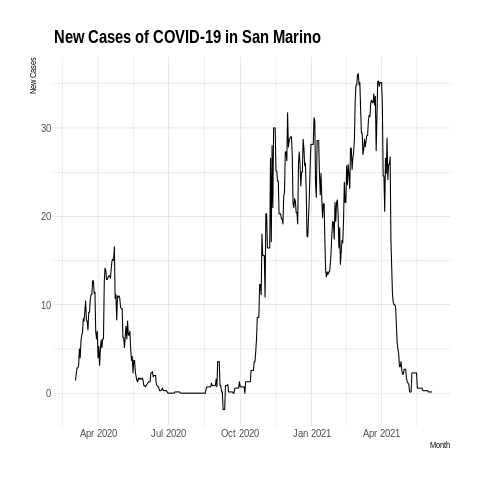 New Cases of COVID-19 in San Marino
New Cases
30
20
10
0
Apr 2020 Jul 2020 Oct 2020 Jan 2021 Apr 2021
Month